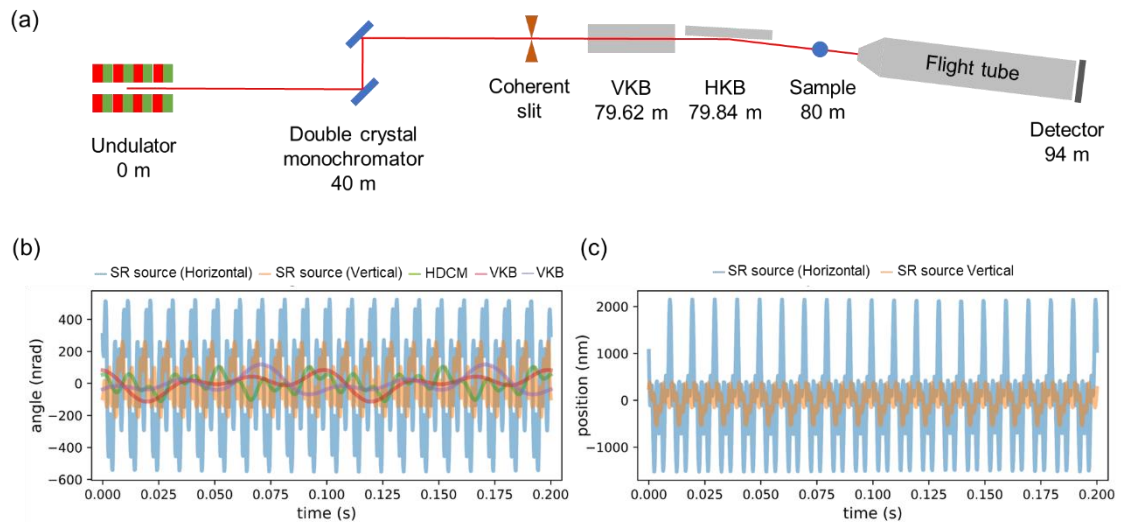 (a)
Undulator
0 m
Double crystal
monochromator
40 m
Coherent
slit
VKB
79.62 m
HKB
79.84 m
Sample
80 m
Flight tube
Detector
94 m
(b)
SR source (Horizontal) SR source (Vertical) HDCM VKB VKB
angle (nrad)
400
200
0
−200
−400
−600
0.000 0.025 0.050 0.075 0.100 0.125 0.150 0.175 0.200
time (s)
(c)
SR source (Horizontal) SR source Vertical)
position (nm)
2000
1000
0
−1000
0.000 0.025 0.050 0.075 0.100 0.125 0.150 0.175 0.200
time (s)